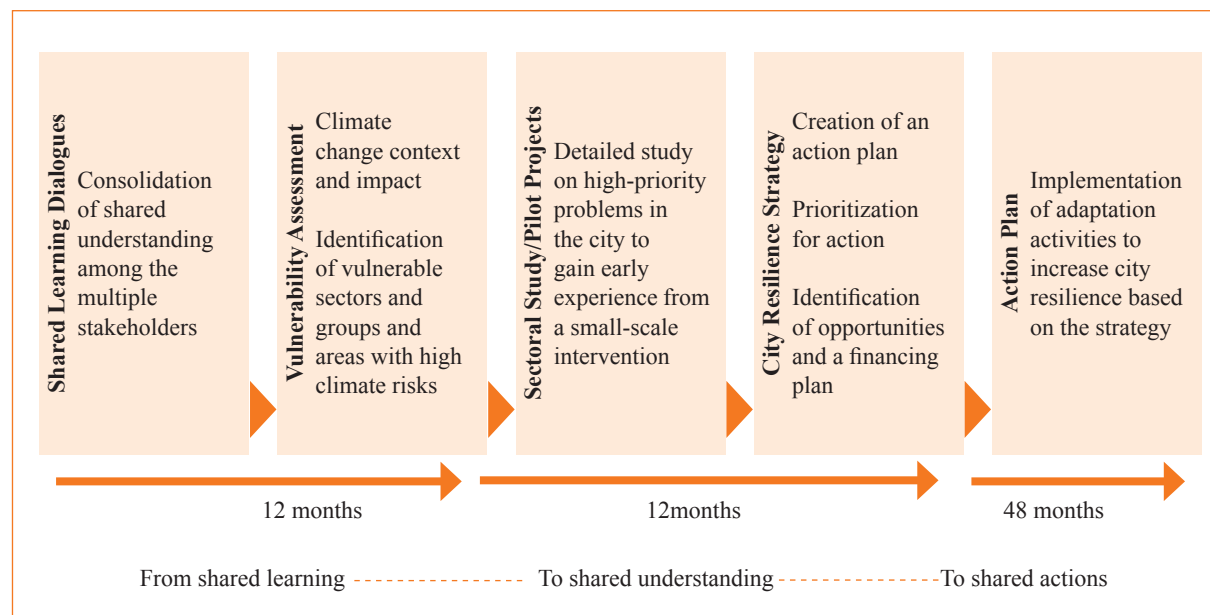 Shared Learning Dialogues
Consolidation
of shared
understanding
among the
multiple
stakeholders
Vulnerability Assessment
Climate
change context
and impact
Identification
of vulnerable
sectors and
groups and
areas with high
climate risks
Sectoral Study/Pilot Projects
Detailed study
on high-priority
problems in
the city to
gain early
experience from
a small-scale
intervention
City Resilience Strategy
Creation of an
action plan
Prioritization
for action
Identification
of opportunities
and a financing
plan
Action Plan
Implementation
of adaptation
activities to
increase city
resilience based
on the strategy
12 months
12months
48 months
From shared learning
To shared understanding
To shared actions